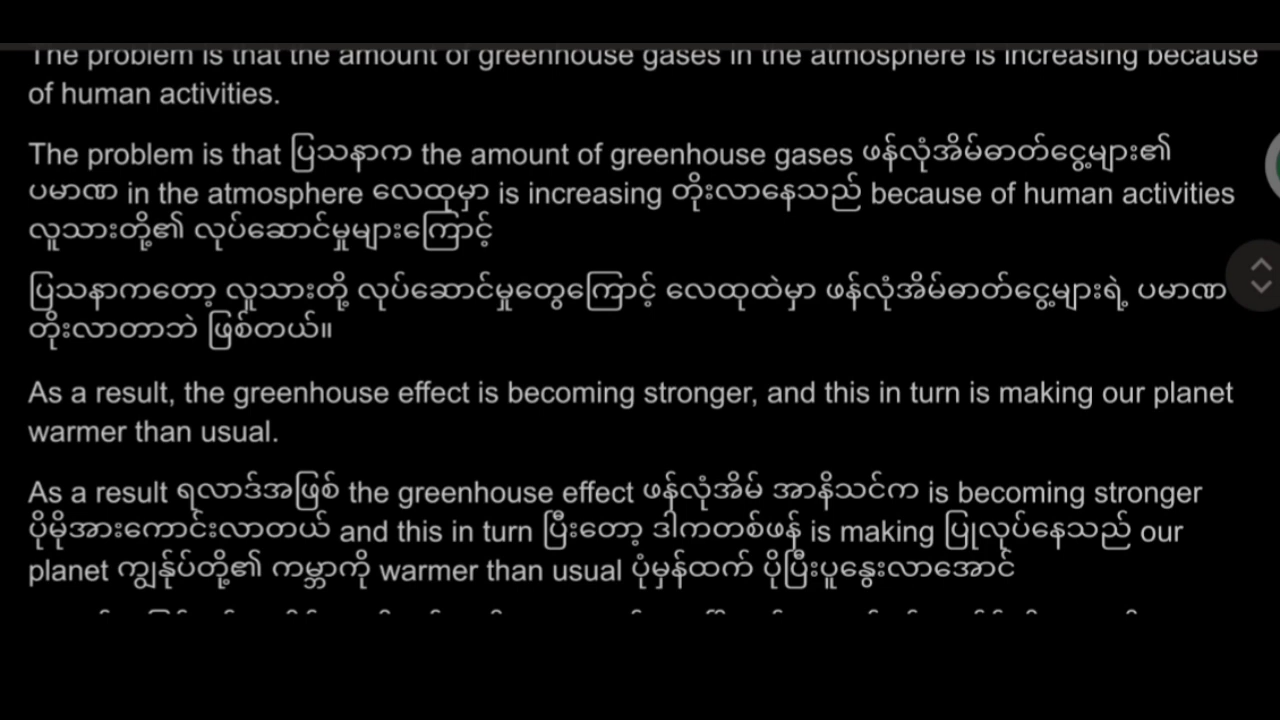 The problem is that the amount of greenhouse gases in the atmosphere is increasing because
of human activities.
The problem is that ပြသနာက the amount of greenhouse gases ဖန်လုံအိမ်ဓာတ်ငွေ့များ၏
ပမာဏ in the atmosphere လေထုမှာ is increasing တိုးလာနေသည် because of human activities
လူသားတို့၏ လုပ်ဆောင်မှုများကြောင့်
ပြသနာကတော့ လူသားတို့ လုပ်ဆောင်မှုတွေကြောင့် လေထုထဲမှာ ဖန်လုံအိမ်ဓာတ်ငွေ့များရဲ့ ပမာဏ
တိုးလာတာဘဲ ဖြစ်တယ်။
As a result, the greenhouse effect is becoming stronger, and this in turn is making our planet
warmer than usual.
As a result ရလာဒ်အဖြစ် the greenhouse effect ဖန်လုံအိမ် အာနိသင်က is becoming stronger
ပိုမိုအားကောင်းလာတယ် and this in turn ပြီးတော့ ဒါကတစ်ဖန် is making ပြုလုပ်နေသည် our
planet ကျွန်ုပ်တို့၏ ကမ္ဘာကို warmer than usual ပုံမှန်ထက် ပိုပြီးပူနွေးလာအောင်